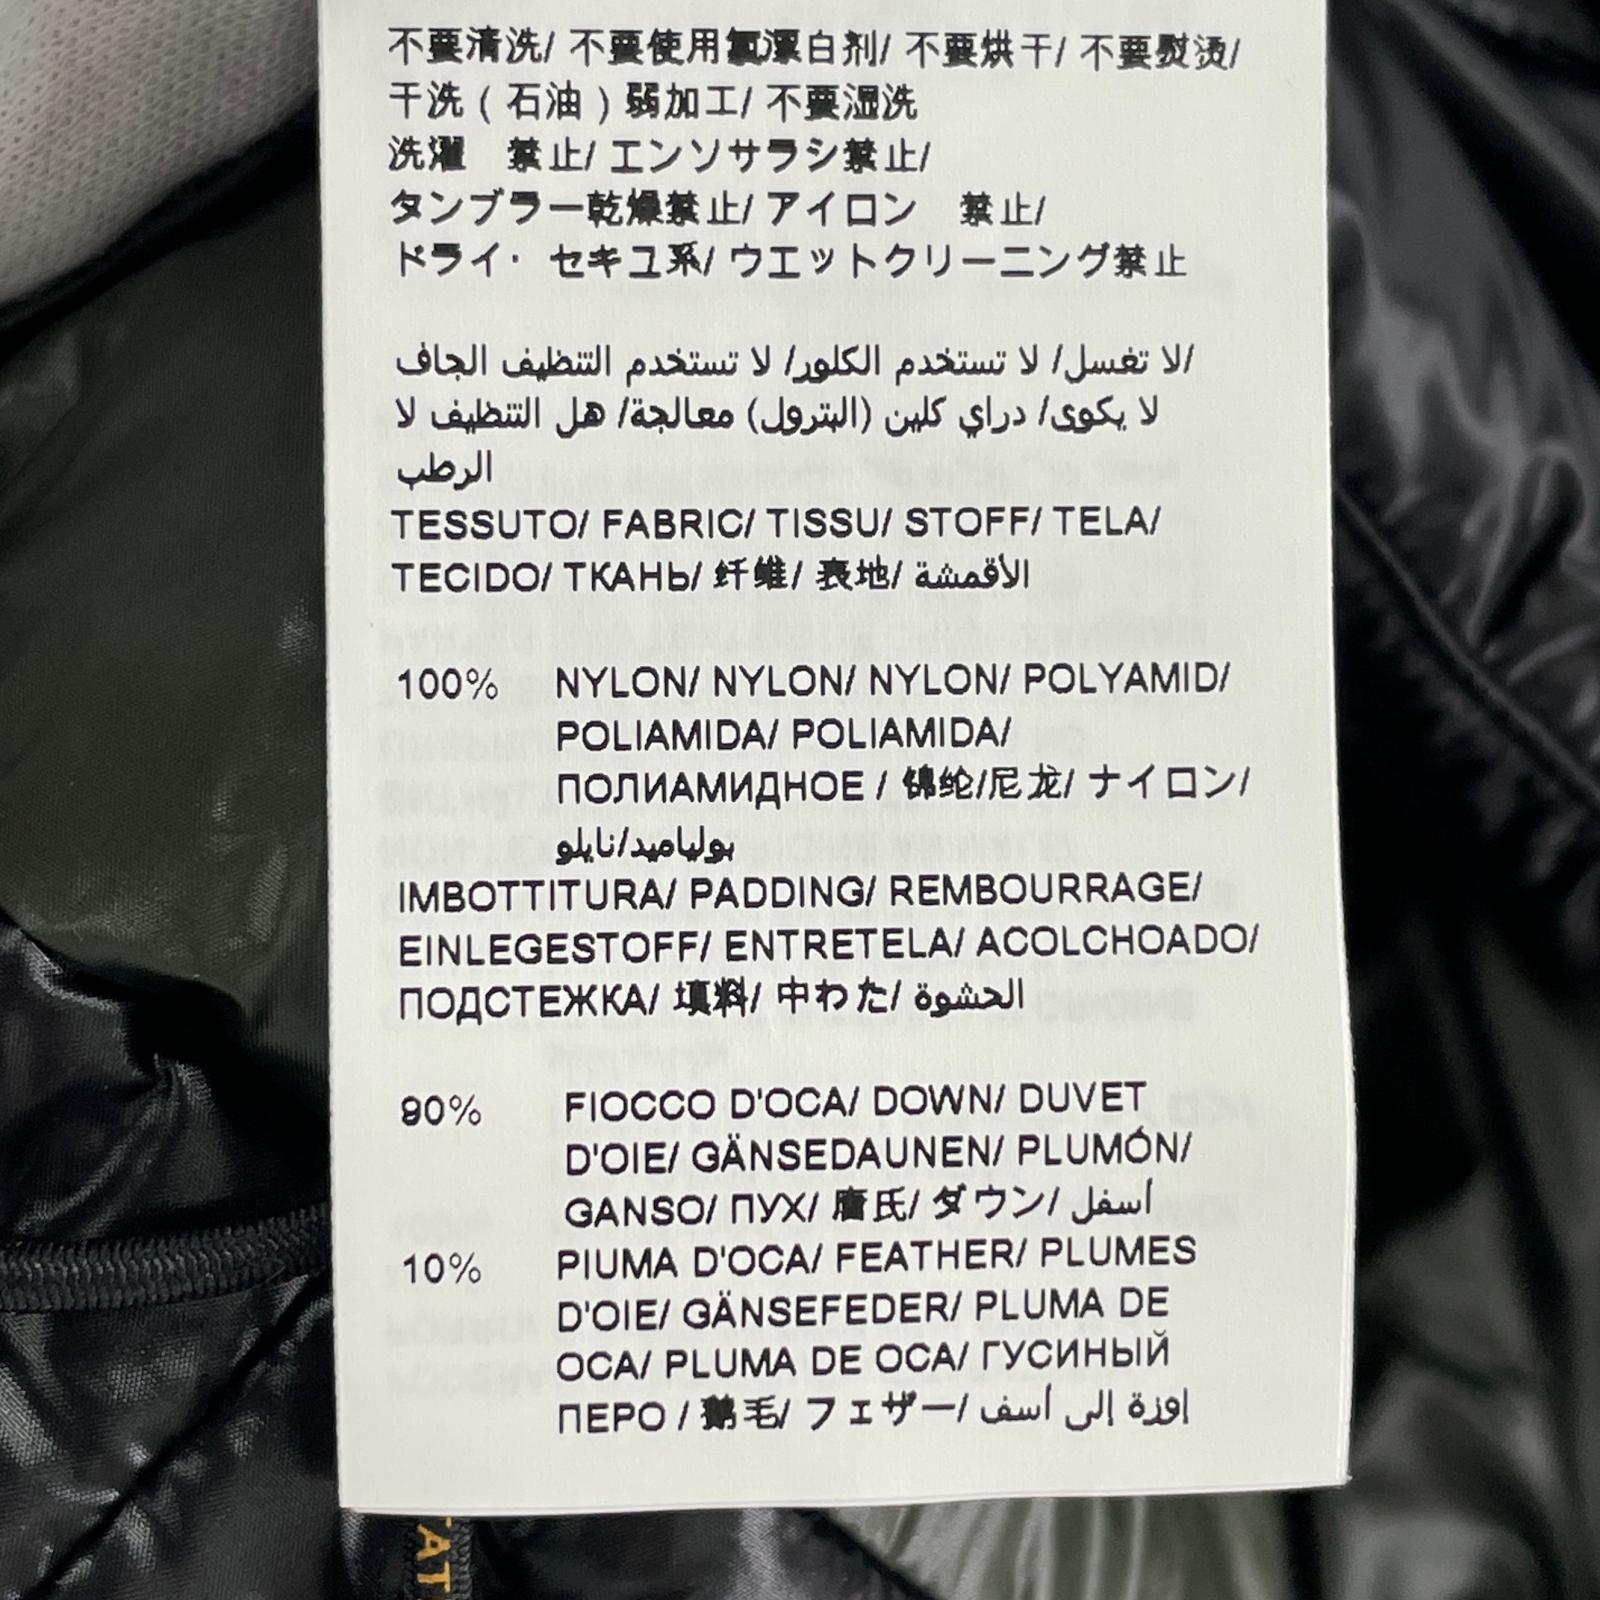 不要清洗/ 不要使用氯漂白剂/ 不要烘干/ 不要熨烫/
干洗（石油）弱加工/ 不要湿洗
洗濯　禁止/ エンソサラシ禁止/
タンブラー乾燥禁止/ アイロン　禁止/
ドライ· セキユ系/ ウエットクリーニング禁止
لا تغسل/ لا تستخدم الكلور/ لا تستخدم التنظيف الجاف/
لا يكوى/ دراي كلين (البترول) معالجة/ هل التنظيف لا
الرطب
TESSUTO/ FABRIC/ TISSU/ STOFF/ TELA/
TECIDO/ ТКАНЬ/ 纤维/ 表地/ الأقمشة
100% NYLON/ NYLON/ NYLON/ POLYAMID/
POLIAMIDA/ POLIAMIDA/
ПОЛИАМИДНОЕ / 锦纶/尼龙/ ナイロン/
بولياميد/نايلو
IMBOTTITURA/ PADDING/ REMBOURRAGE/
EINLEGESTOFF/ ENTRETELA/ ACOLCHOADO/
ПОДСТЕЖКА/ 填料/ 中わた/ الحشوة
90% FIOCCO D'OCA/ DOWN/ DUVET
D'OIE/ GÄNSEDAUNEN/ PLUMÓN/
GANSO/ ПУХ/ 唐氏/ ダウン/ أسفل
10% PIUMA D'OCA/ FEATHER/ PLUMES
D'OIE/ GÄNSEFEDER/ PLUMA DE
OCA/ PLUMA DE OCA/ ГУСИНЫЙ
ПЕРО / 鹅毛/ フェザー/ اوزة إلى أسف
TAT